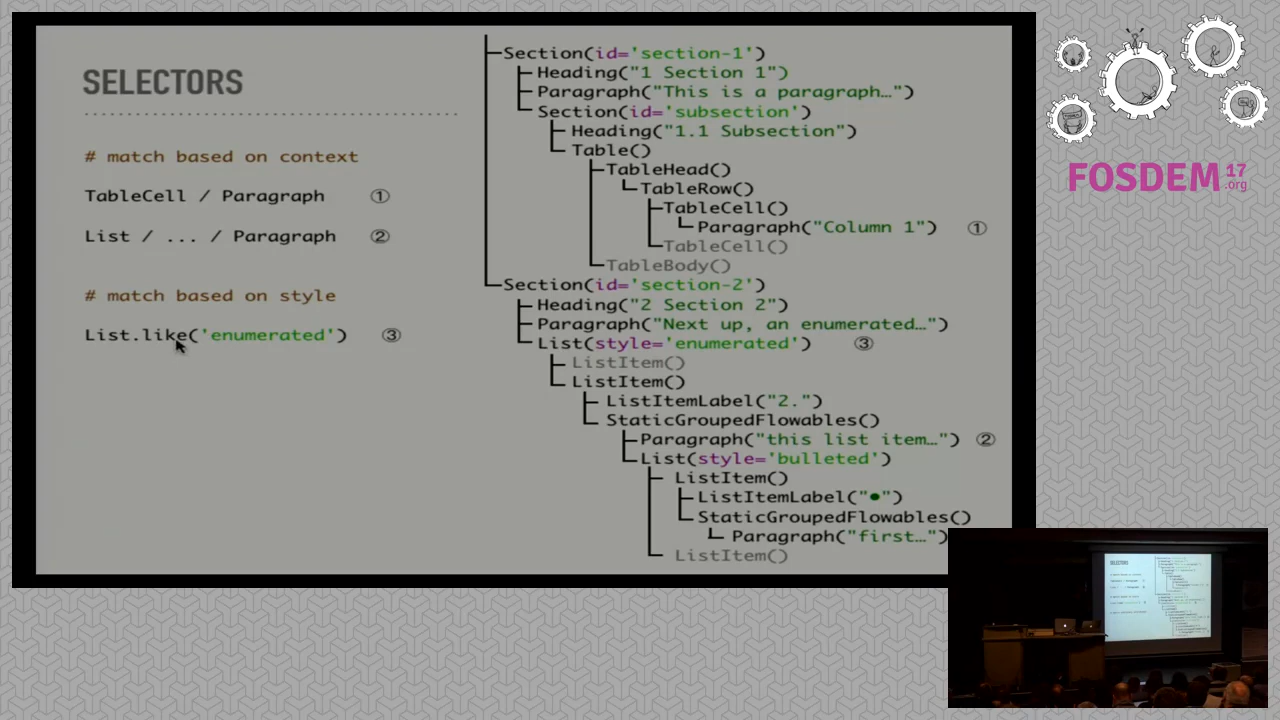 SELECTORS
# match based on context
TableCell / Paragraph ①
List / ... / Paragraph ②
# match based on style
List.like('enumerated') ③
Section(id='section-1')
Heading("1 Section 1")
Paragraph("This is a paragraph…")
Section(id='subsection')
Heading("1.1 Subsection")
Table()
TableHead()
TableRow()
TableCell()
Paragraph("Column 1") ①
TableCell()
TableBody()
Section(id='section-2')
Heading("2 Section 2")
Paragraph("Next up, an enumerated…")
List(style='enumerated') ③
ListItem()
ListItem()
ListItemLabel("2.")
StaticGroupedFlowables()
Paragraph("this list item…") ②
List(style='bulleted')
ListItem()
ListItemLabel("•")
StaticGroupedFlowables()
Paragraph("first…")
ListItem()
FOSDEM 17
.org